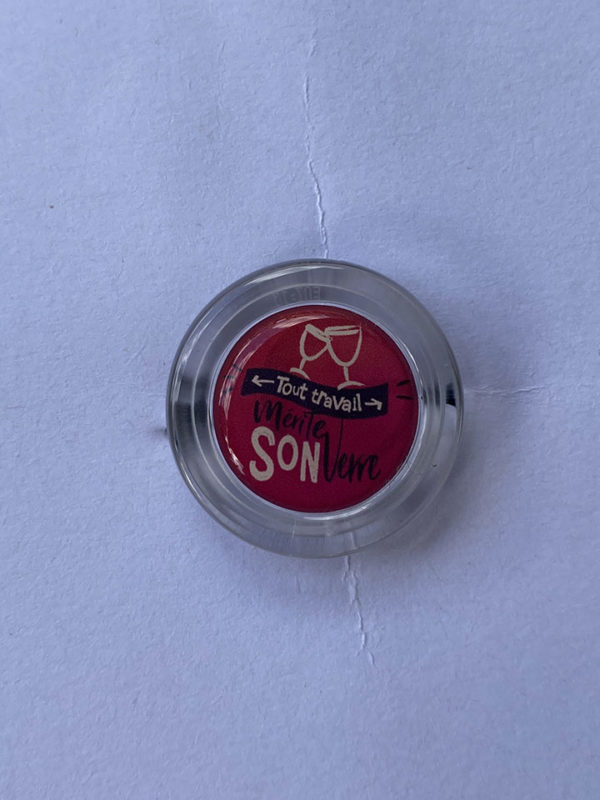 ← Tout travail →
Mérite
SON Verre